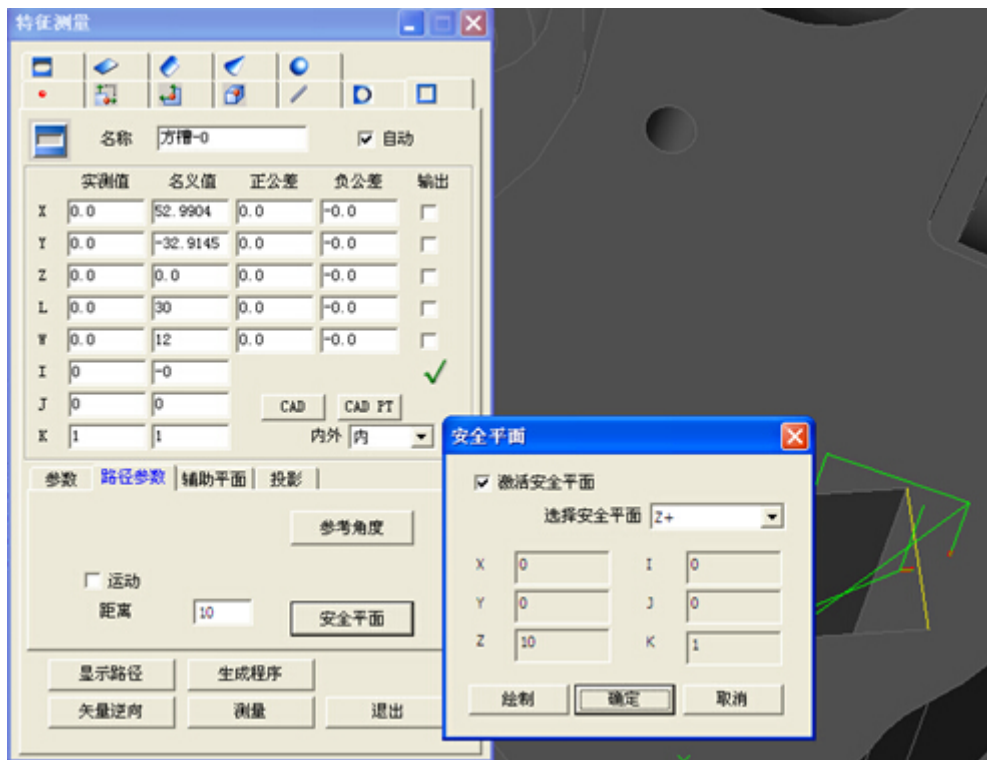 特征测量
名称 方槽-0 自动
实测值 名义值 正公差 负公差 输出
X 0.0 52.9904 0.0 -0.0
Y 0.0 -32.9145 0.0 -0.0
Z 0.0 0.0 0.0 -0.0
L 0.0 30 0.0 -0.0
W 0.0 12 0.0 -0.0
I 0 -0
J 0 0 CAD CAD PT
K 1 1 内外 内
参数 路径参数 辅助平面 投影
参考角度
运动
距离 10 安全平面
显示路径 生成程序
矢量逆向 测量 退出
安全平面
激活安全平面
选择安全平面 Z+
X 0 I 0
Y 0 J 0
Z 10 K 1
绘制 确定 取消